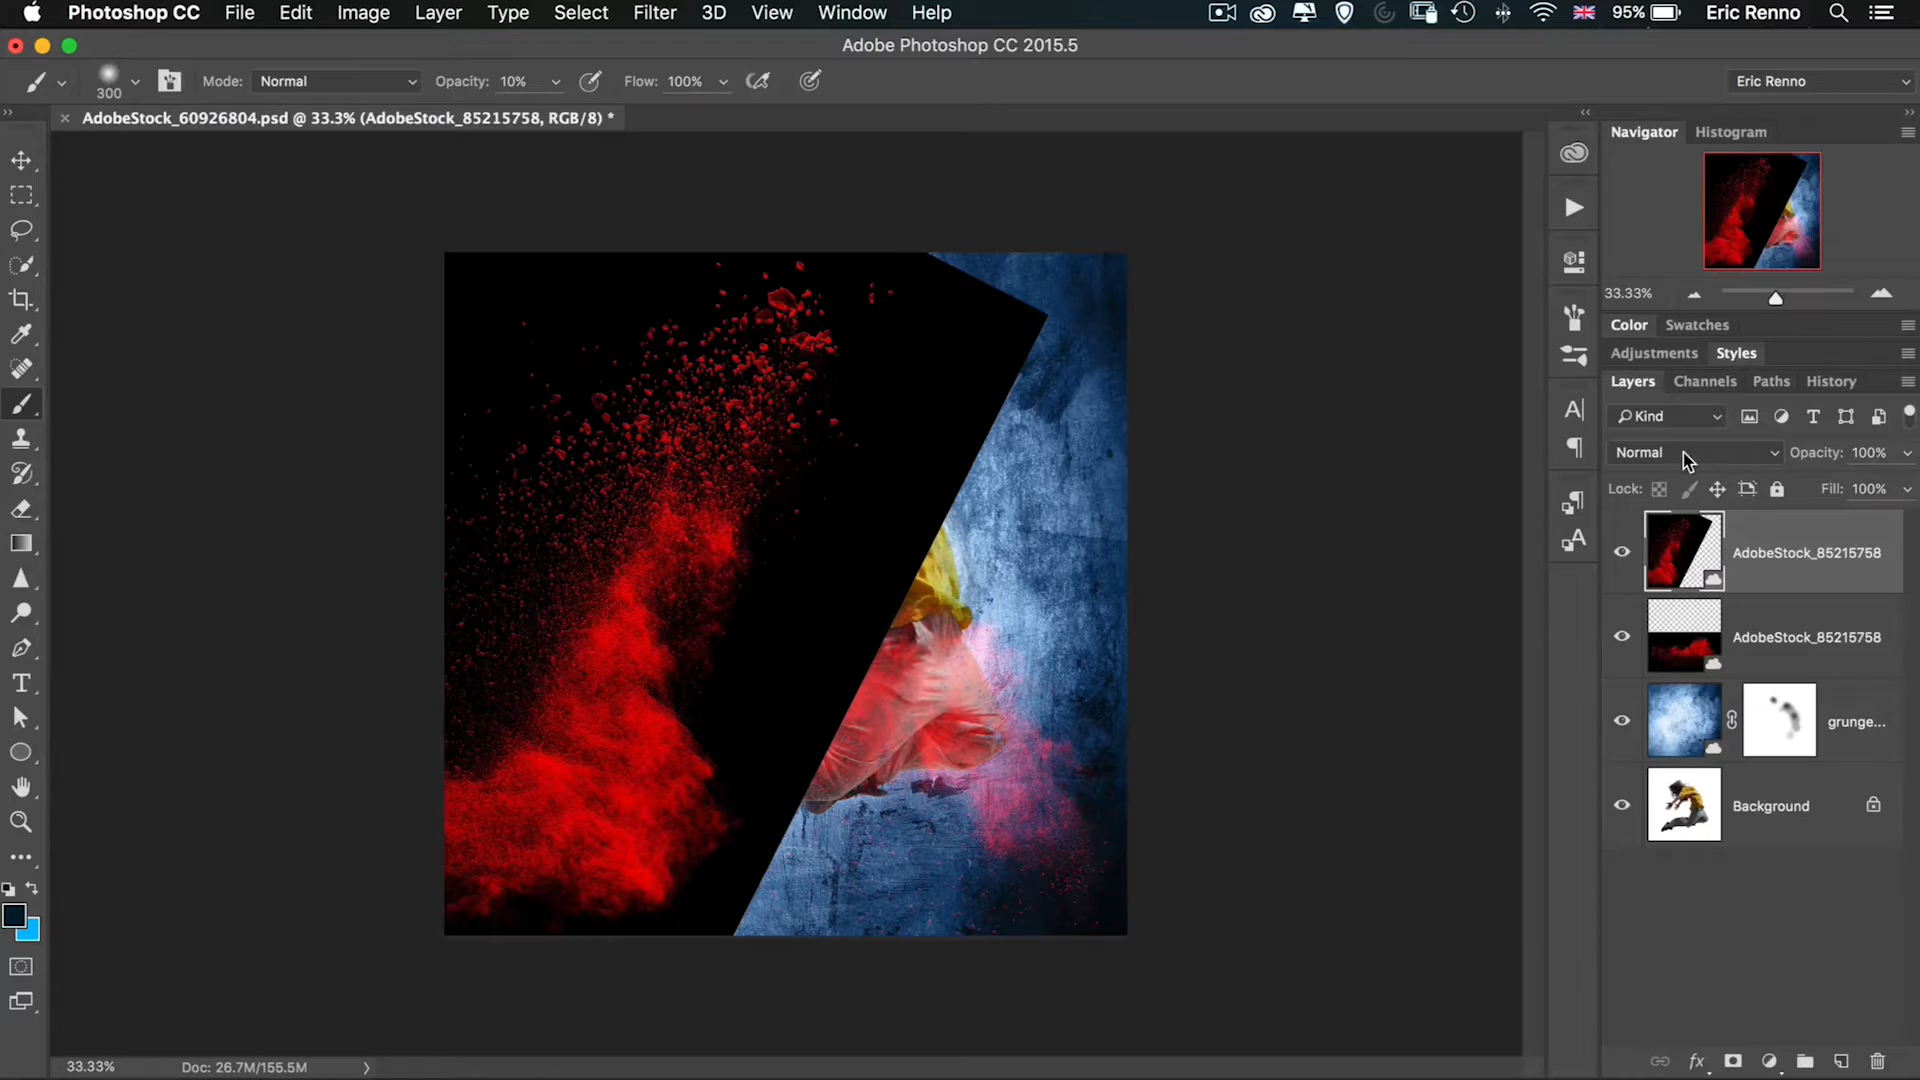 Photoshop CC File Edit Image Layer Type Select Filter 3D View Window Help 95% Eric Renno
Adobe Photoshop CC 2015.5
300 Mode: Normal Opacity: 10% Flow: 100% Eric Renno
AdobeStock_60926804.psd @ 33.3% (AdobeStock_85215758, RGB/8) *
Navigator Histogram
33.33%
Color Swatches
Adjustments Styles
Layers Channels Paths History
Kind
Normal Opacity: 100%
Lock: Fill: 100%
AdobeStock_85215758
AdobeStock_85215758
grunge...
Background
33.33% Doc: 26.7M/155.5M